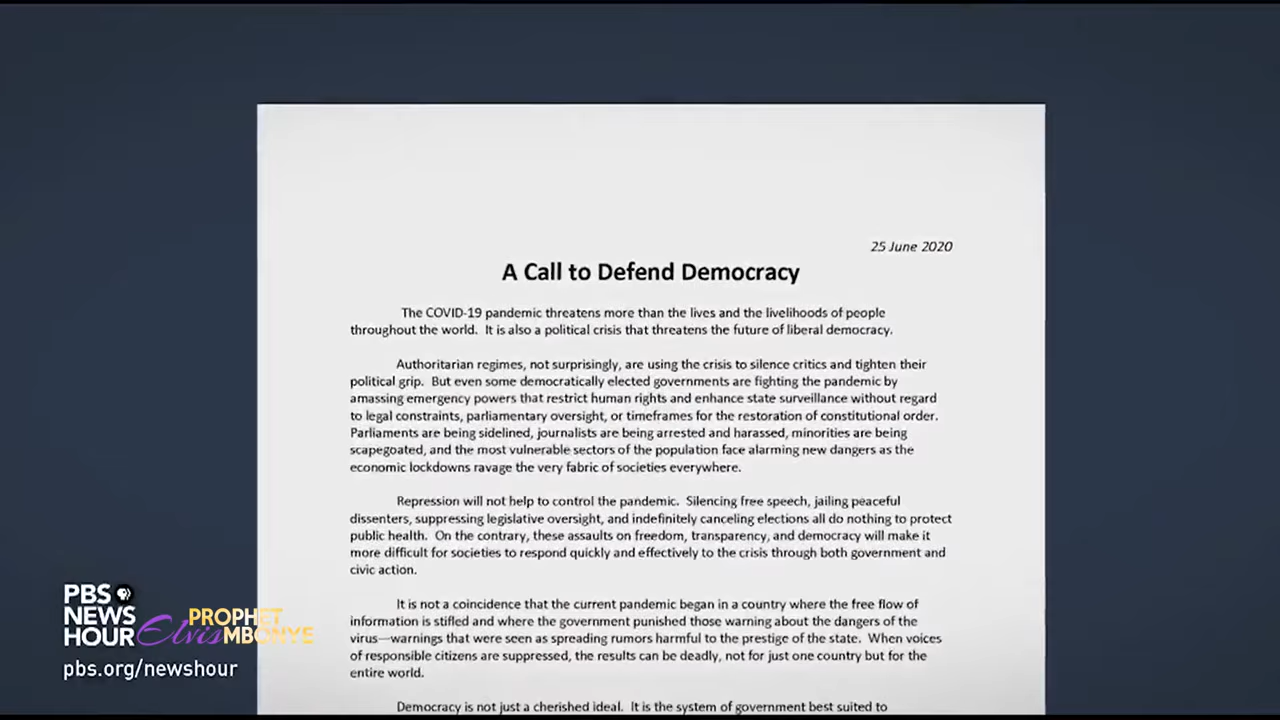 25 June 2020
A Call to Defend Democracy
The COVID-19 pandemic threatens more than the lives and the livelihoods of people
throughout the world. It is also a political crisis that threatens the future of liberal democracy.
Authoritarian regimes, not surprisingly, are using the crisis to silence critics and tighten their
political grip. But even some democratically elected governments are fighting the pandemic by
amassing emergency powers that restrict human rights and enhance state surveillance without regard
to legal constraints, parliamentary oversight, or timeframes for the restoration of constitutional order.
Parliaments are being sidelined, journalists are being arrested and harassed, minorities are being
scapegoated, and the most vulnerable sectors of the population face alarming new dangers as the
economic lockdowns ravage the very fabric of societies everywhere.
Repression will not help to control the pandemic. Silencing free speech, jailing peaceful
dissenters, suppressing legislative oversight, and indefinitely canceling elections all do nothing to protect
public health. On the contrary, these assaults on freedom, transparency, and democracy will make it
more difficult for societies to respond quickly and effectively to the crisis through both government and
civic action.
It is not a coincidence that the current pandemic began in a country where the free flow of
information is stifled and where the government punished those warning about the dangers of the
virus—warnings that were seen as spreading rumors harmful to the prestige of the state. When voices
of responsible citizens are suppressed, the results can be deadly, not for just one country but for the
entire world.
Democracy is not just a cherished ideal. It is the system of government best suited to
PBS
NEWS
HOUR
PROPHET
Elvis MBONYE
pbs.org/newshour